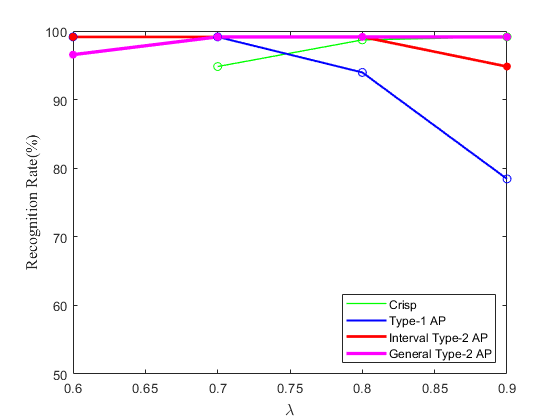 100
90
80
70
60
50
Recognition Rate(%)
0.6
0.65
0.7
0.75
0.8
0.85
0.9
λ
Crisp
Type-1 AP
Interval Type-2 AP
General Type-2 AP